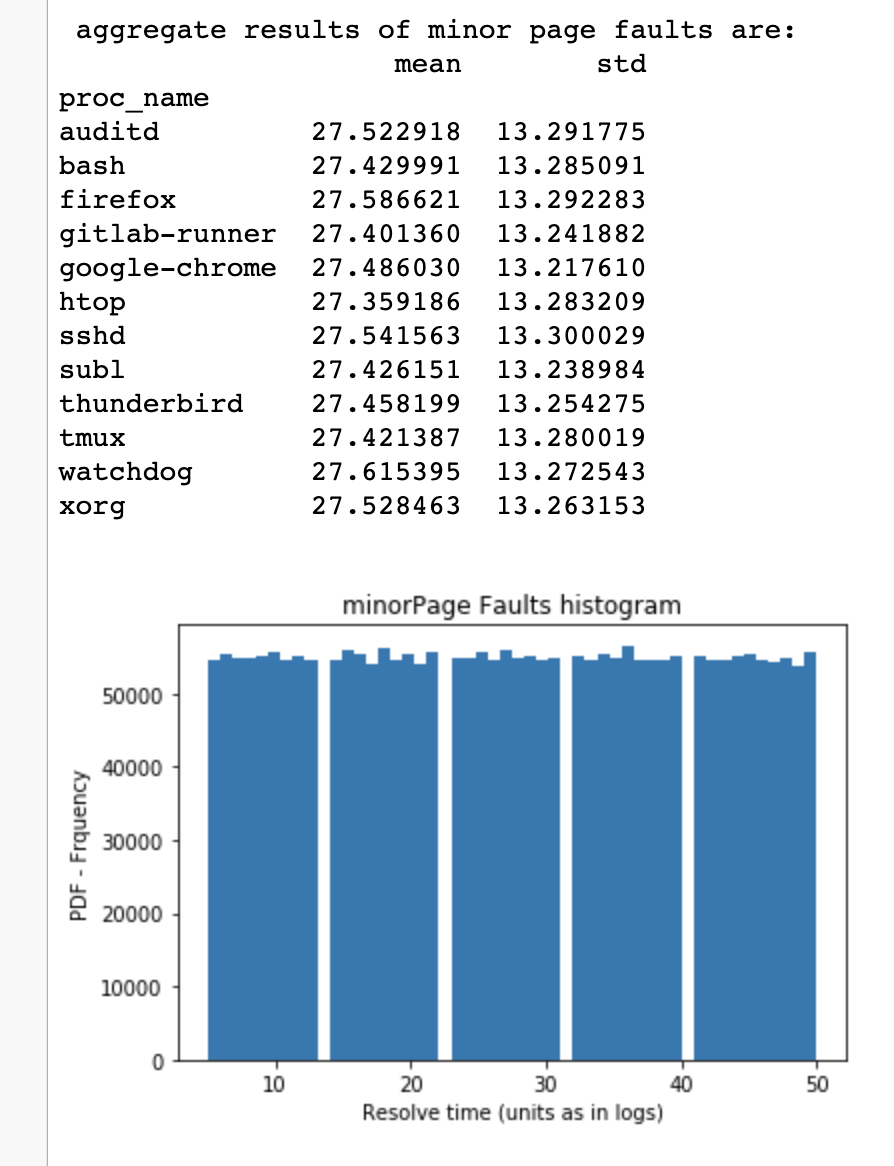 aggregate results of minor page faults are:
mean std
proc_name
auditd 27.522918 13.291775
bash 27.429991 13.285091
firefox 27.586621 13.292283
gitlab-runner 27.401360 13.241882
google-chrome 27.486030 13.217610
htop 27.359186 13.283209
sshd 27.541563 13.300029
subl 27.426151 13.238984
thunderbird 27.458199 13.254275
tmux 27.421387 13.280019
watchdog 27.615395 13.272543
xorg 27.528463 13.263153
minorPage Faults histogram
50000
40000
30000
20000
10000
0
PDF - Frquency
10 20 30 40 50
Resolve time (units as in logs)